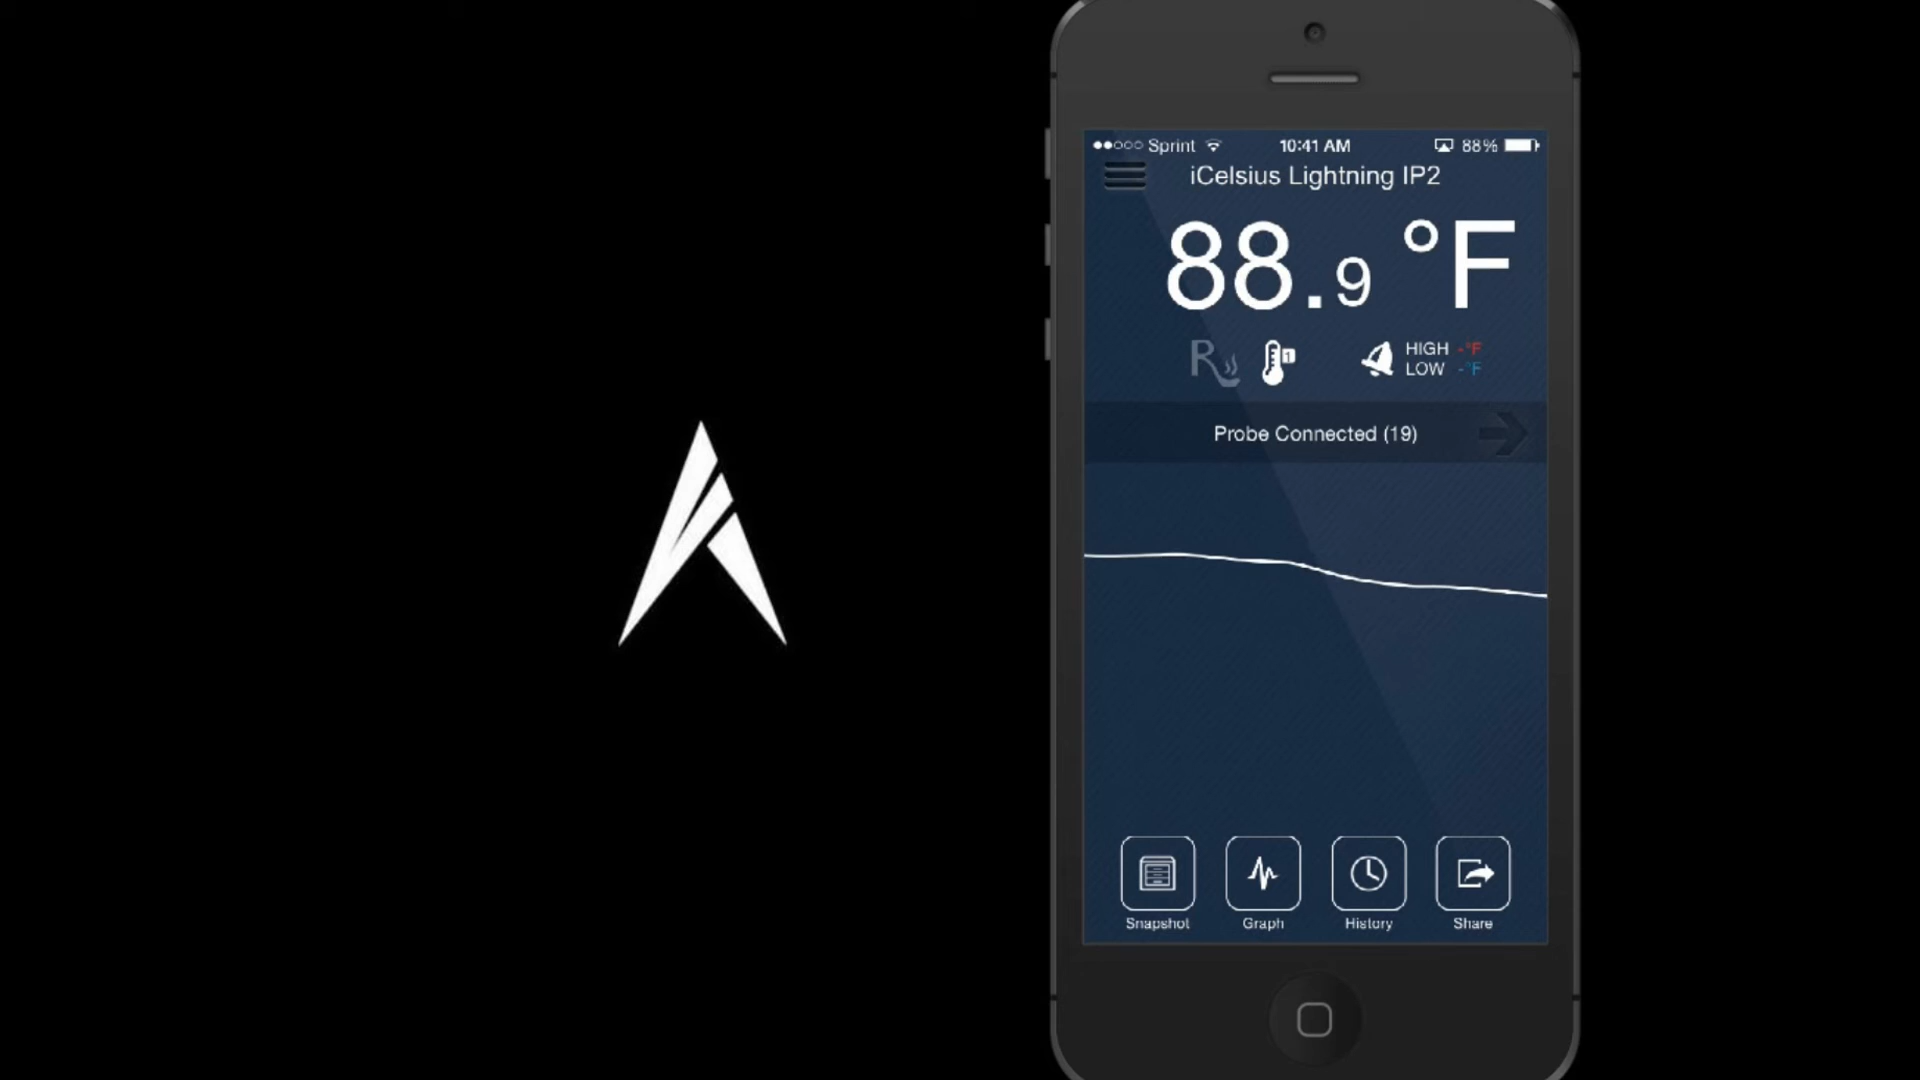 Sprint 10:41 AM 88%
iCelsius Lightning IP2
88.9 °F
R 1
HIGH -°F
LOW -°F
Probe Connected (19)
Snapshot Graph History Share